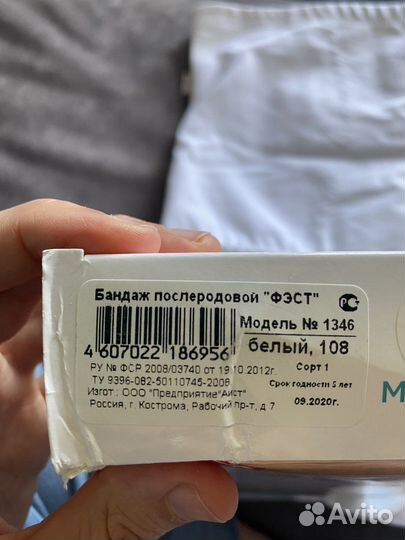 Бандаж послеродовой "ФЭСТ"
РС
Модель № 1346
4 607022 186956
белый, 108
РУ № ФСР 2008/03740 от 19.10.2012г.
Сорт 1
ТУ 9396-082-50110745-2008
Срок годности 5 лет
Изгот.: ООО "Предприятие"Аист"
09.2020г.
Россия, г. Кострома, Рабочий пр-т, д.7
М
Avito